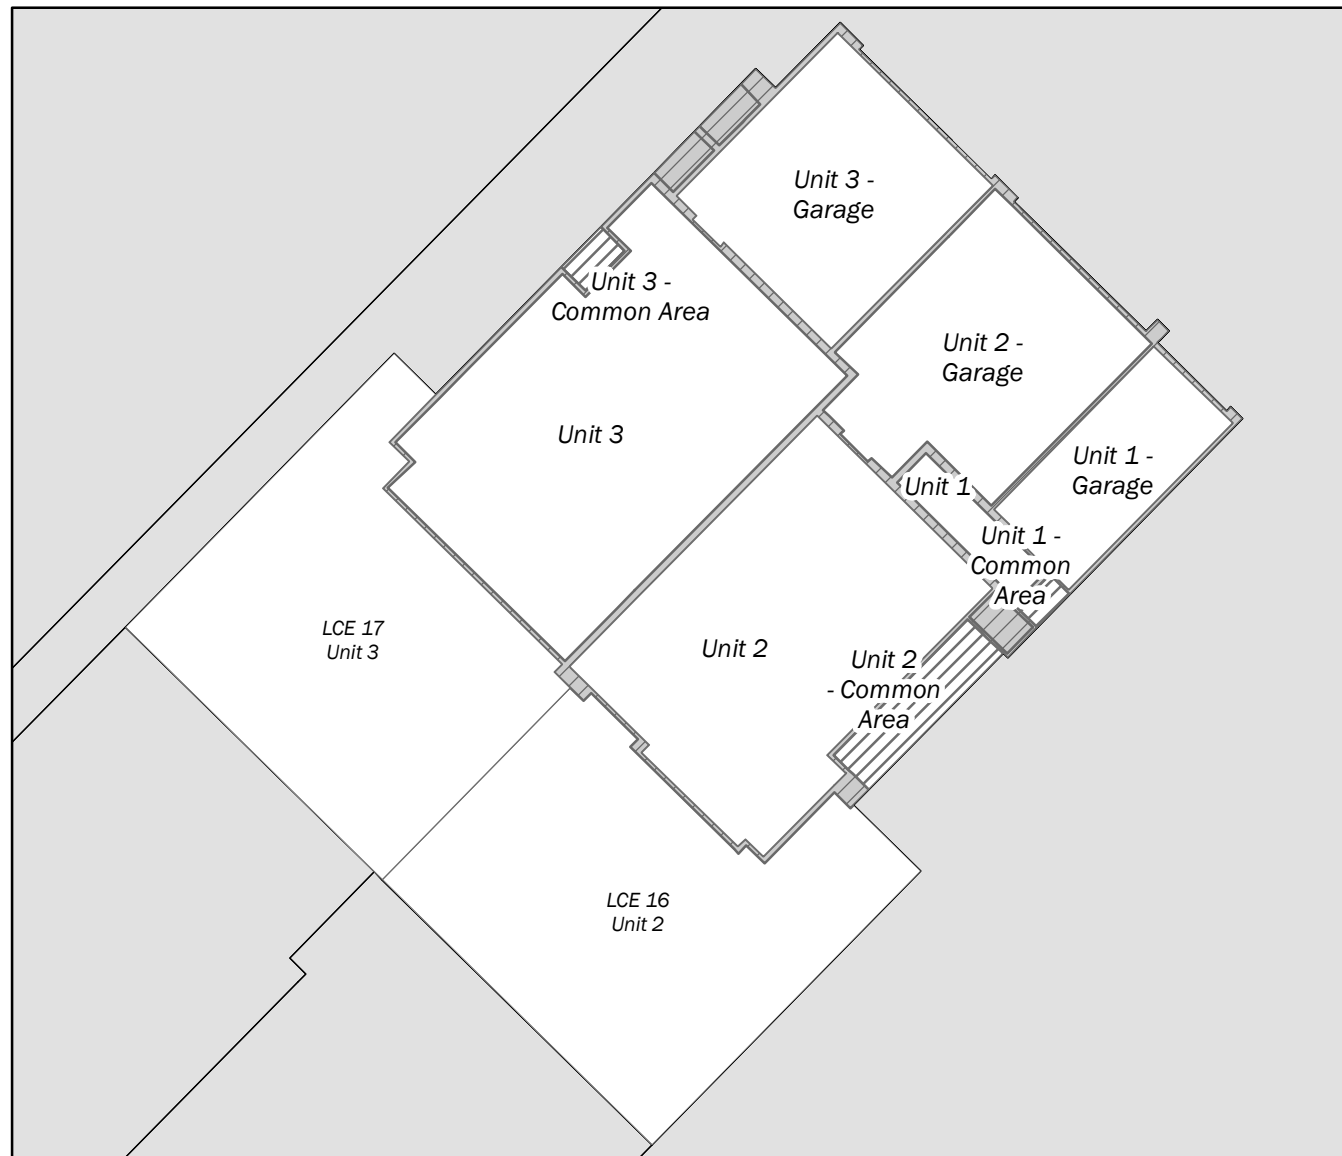 Unit 3 -
Garage
Unit 3 -
Common Area
Unit 2 -
Garage
Unit 3
Unit 1 -
Garage
Unit 1
Unit 1 -
Common
Area
LCE 17
Unit 3
Unit 2
Unit 2
- Common
Area
LCE 16
Unit 2